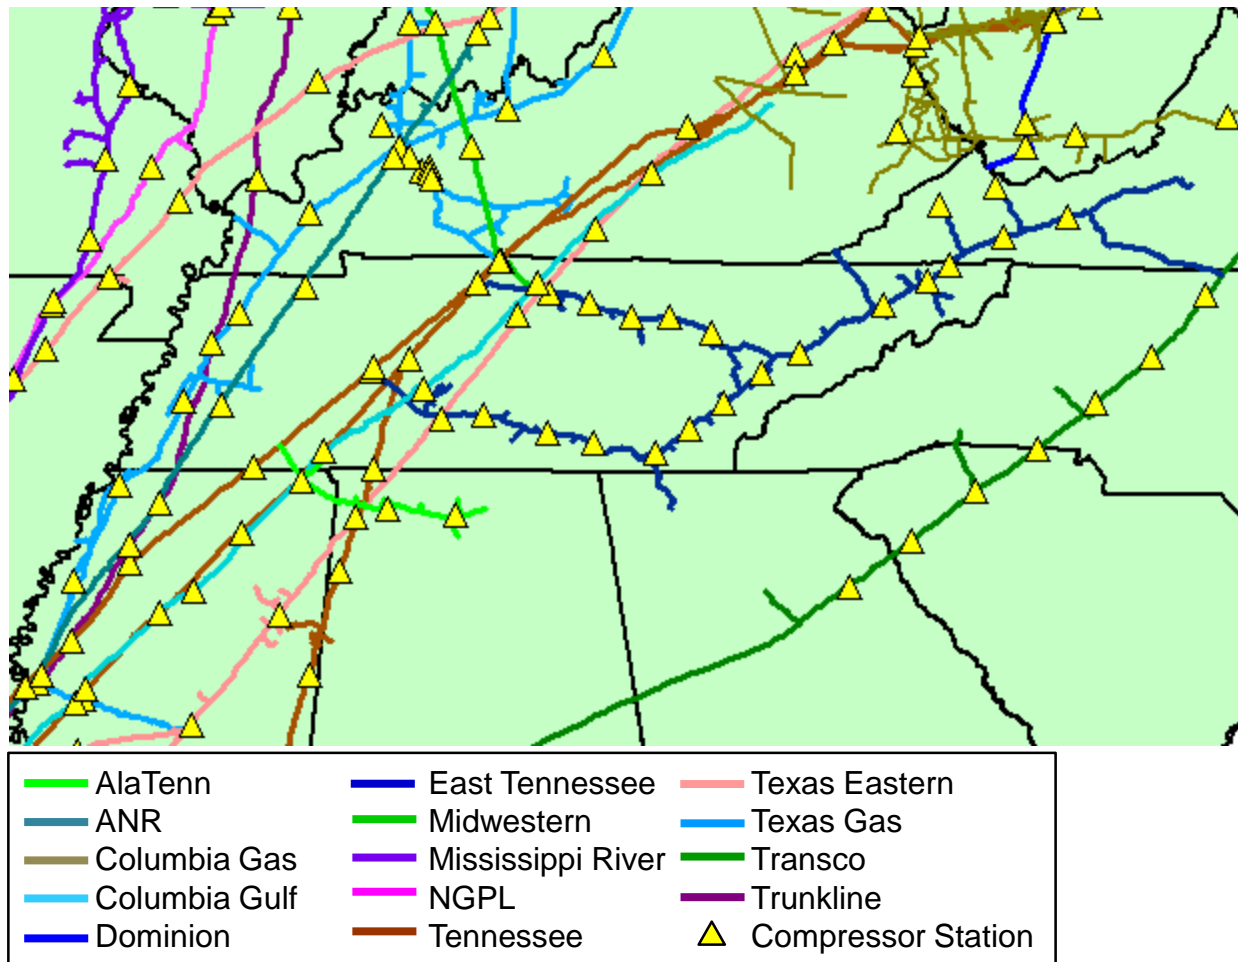 AlaTenn East Tennessee Texas Eastern
ANR Midwestern Texas Gas
Columbia Gas Mississippi River Transco
Columbia Gulf NGPL Trunkline
Dominion Tennessee Compressor Station